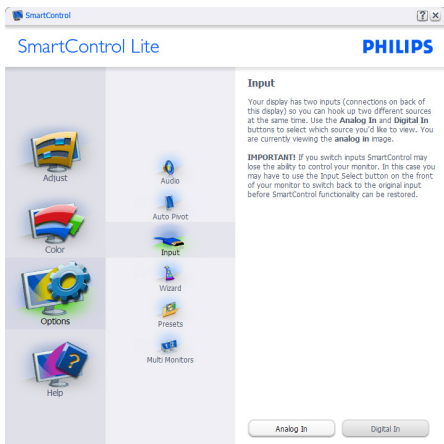 SmartControl
? ×
SmartControl Lite
PHILIPS
Adjust
Color
Options
Help
Audio
Auto Pivot
Input
Wizard
Presets
Multi Monitors
Input
Your display has two inputs (connections on back of
this display) so you can hook up two different sources
at the same time. Use the Analog In and Digital In
buttons to select which source you'd like to view. You
are currently viewing the analog in image.
IMPORTANT! If you switch inputs SmartControl may
lose the ability to control your monitor. In this case you
may have to use the Input Select button on the front
of your monitor to switch back to the original input
before SmartControl functionality can be restored.
Analog In
Digital In